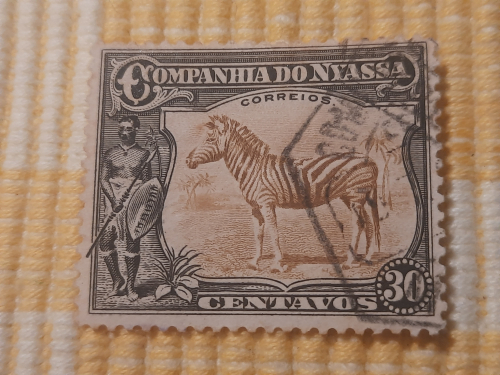 COMPANHIA DO NYASSA
CORREIOS
CENTAVOS
30